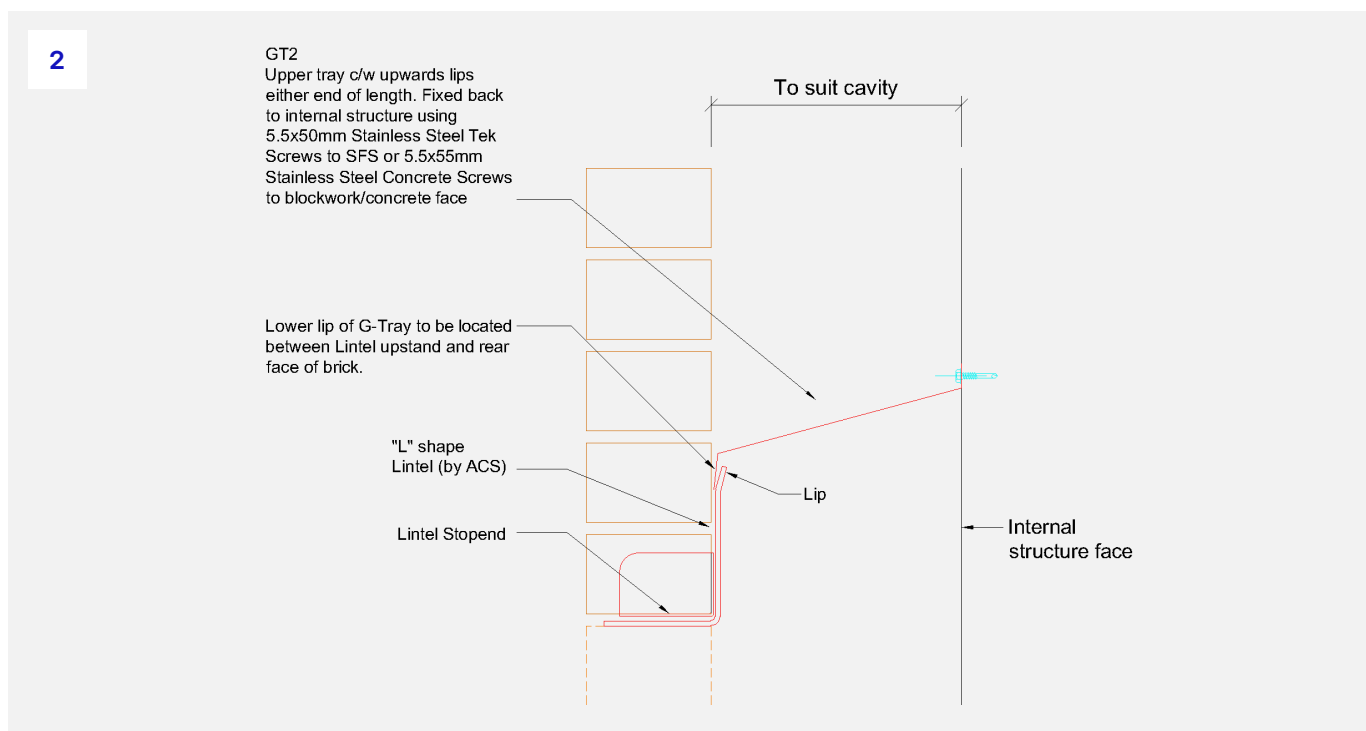 2
GT2
Upper tray c/w upwards lips
either end of length. Fixed back
to internal structure using
5.5x50mm Stainless Steel Tek
Screws to SFS or 5.5x55mm
Stainless Steel Concrete Screws
to blockwork/concrete face
To suit cavity
Lower lip of G-Tray to be located
between Lintel upstand and rear
face of brick.
"L" shape
Lintel (by ACS)
Lip
Lintel Stopend
Internal
structure face